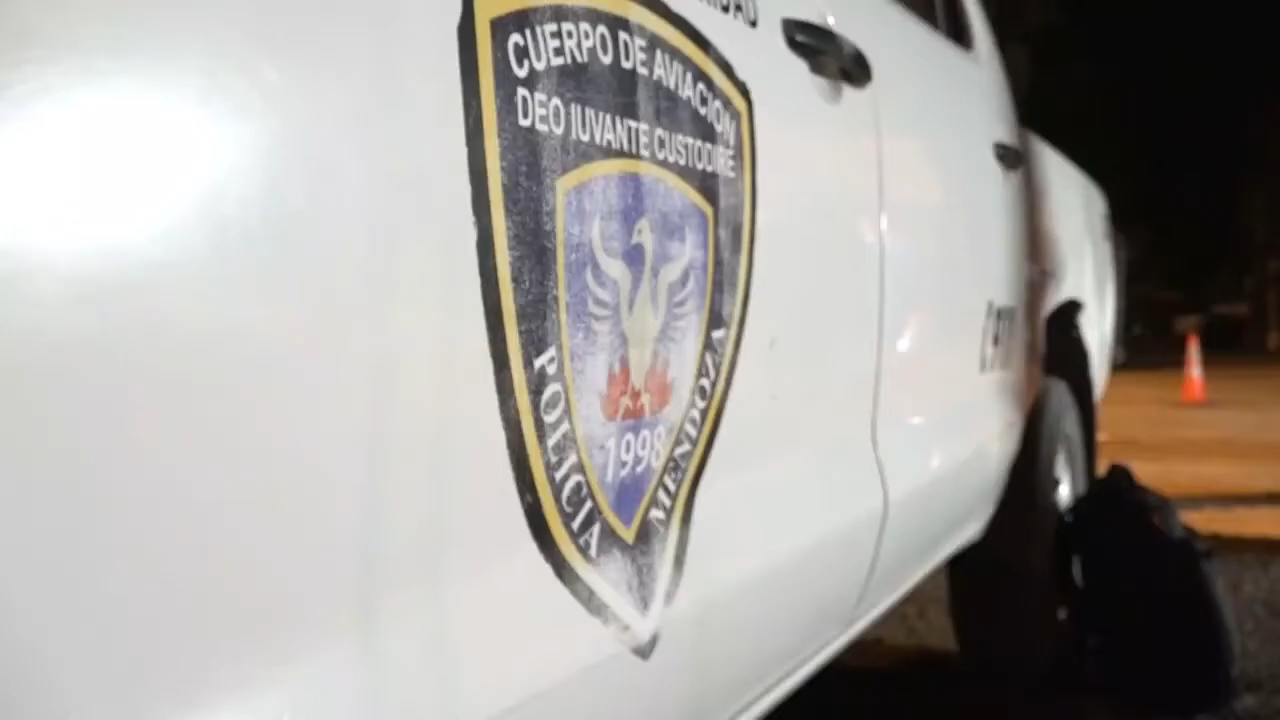 CUERPO DE AVIACION
DEO IUVANTE CUSTODIRE
1998
POLICIA
MENDOZA